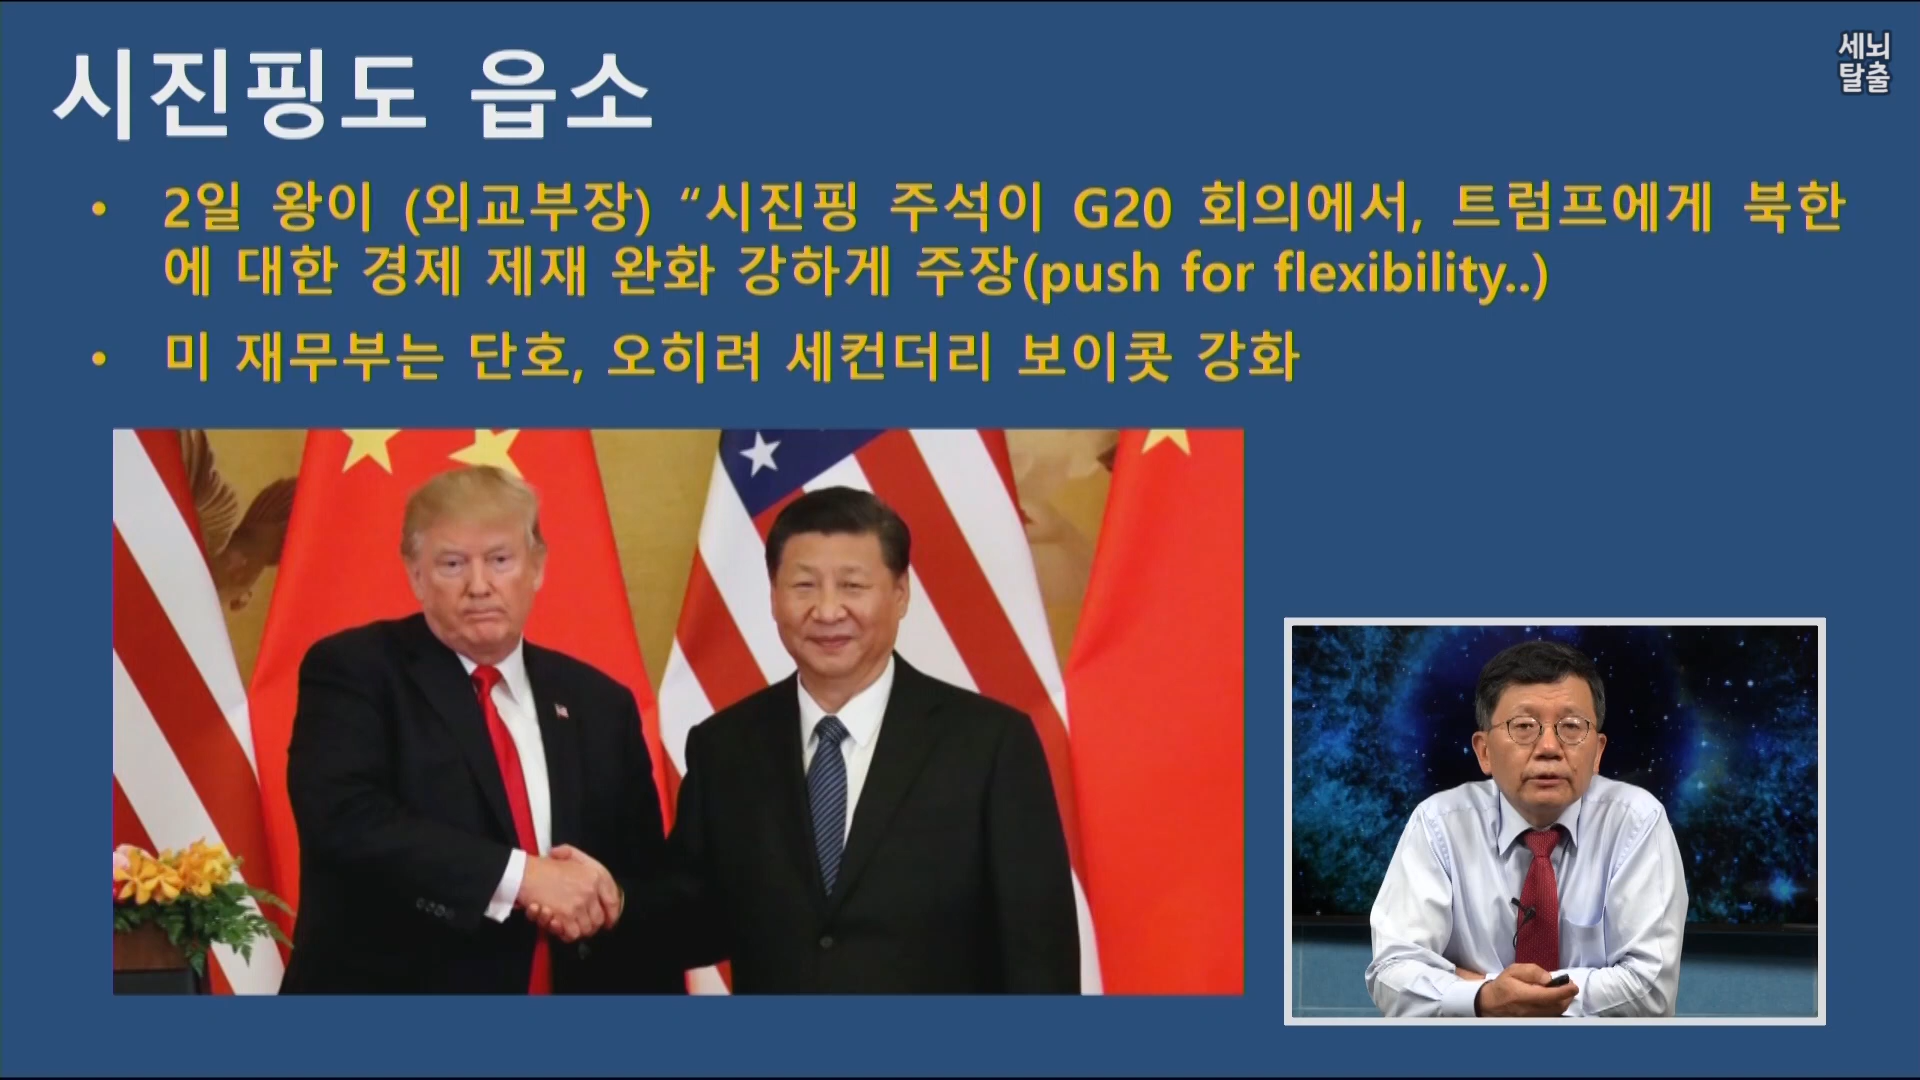 시진핑도 읍소
세뇌
탈출
• 2일 왕이 (외교부장) “시진핑 주석이 G20 회의에서, 트럼프에게 북한
에 대한 경제 제재 완화 강하게 주장(push for flexibility..)
• 미 재무부는 단호, 오히려 세컨더리 보이콧 강화